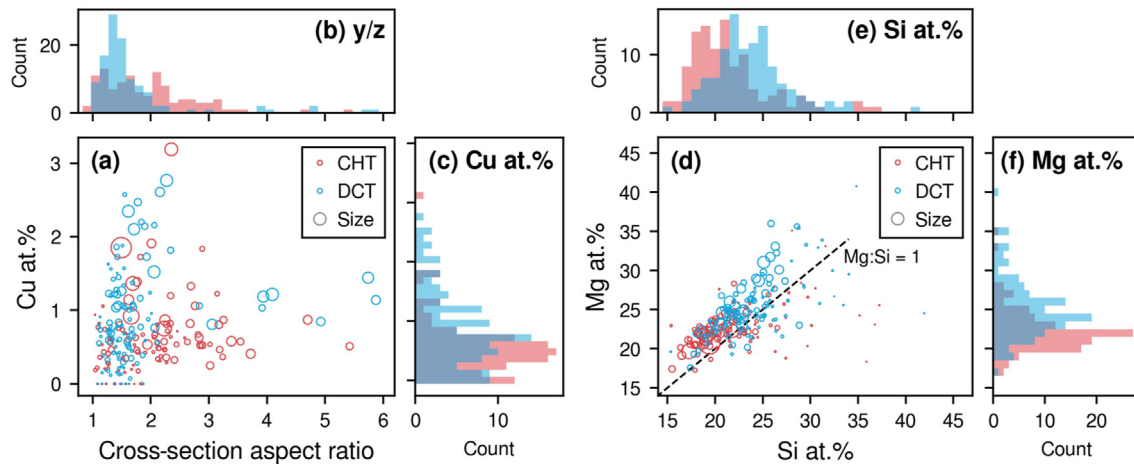 (b) y/z
Count
20
0
(e) Si at.%
Count
10
0
(a)
CHT
DCT
Size
Cu at.%
3
2
1
0
1 2 3 4 5 6
Cross-section aspect ratio
(c) Cu at.%
0 10
Count
(d)
CHT
DCT
Size
Mg:Si = 1
Mg at.%
45
40
35
30
25
20
15
15 20 25 30 35 40 45
Si at.%
(f) Mg at.%
0 10 20
Count